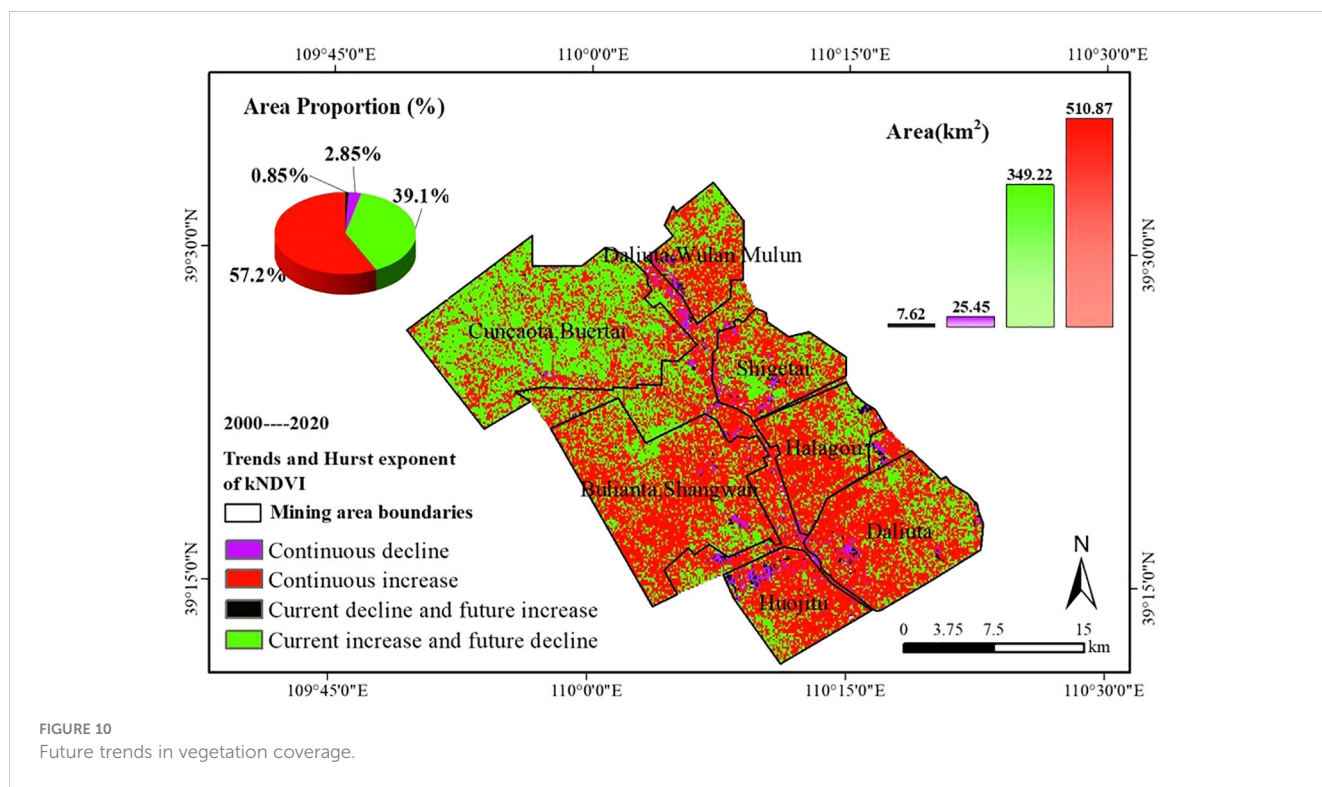 109°45'0"E 110°0'0"E 110°15'0"E 110°30'0"E
Area Proportion (%)
0.85%
2.85%
39.1%
57.2%
Area(km²)
7.62
25.45
349.22
510.87
39°30'0"N
39°30'0"N
39°15'0"N
39°15'0"N
Daliuta,Wulan Mulun
Cuncaota,Buertai
Shigetai
Halagou
Bulianta,Shangwan
Daliuta
Huojitu
2000----2020
Trends and Hurst exponent
of kNDVI
Mining area boundaries
Continuous decline
Continuous increase
Current decline and future increase
Current increase and future decline
N
0 3.75 7.5 15
km
109°45'0"E 110°0'0"E 110°15'0"E 110°30'0"E
FIGURE 10
Future trends in vegetation coverage.